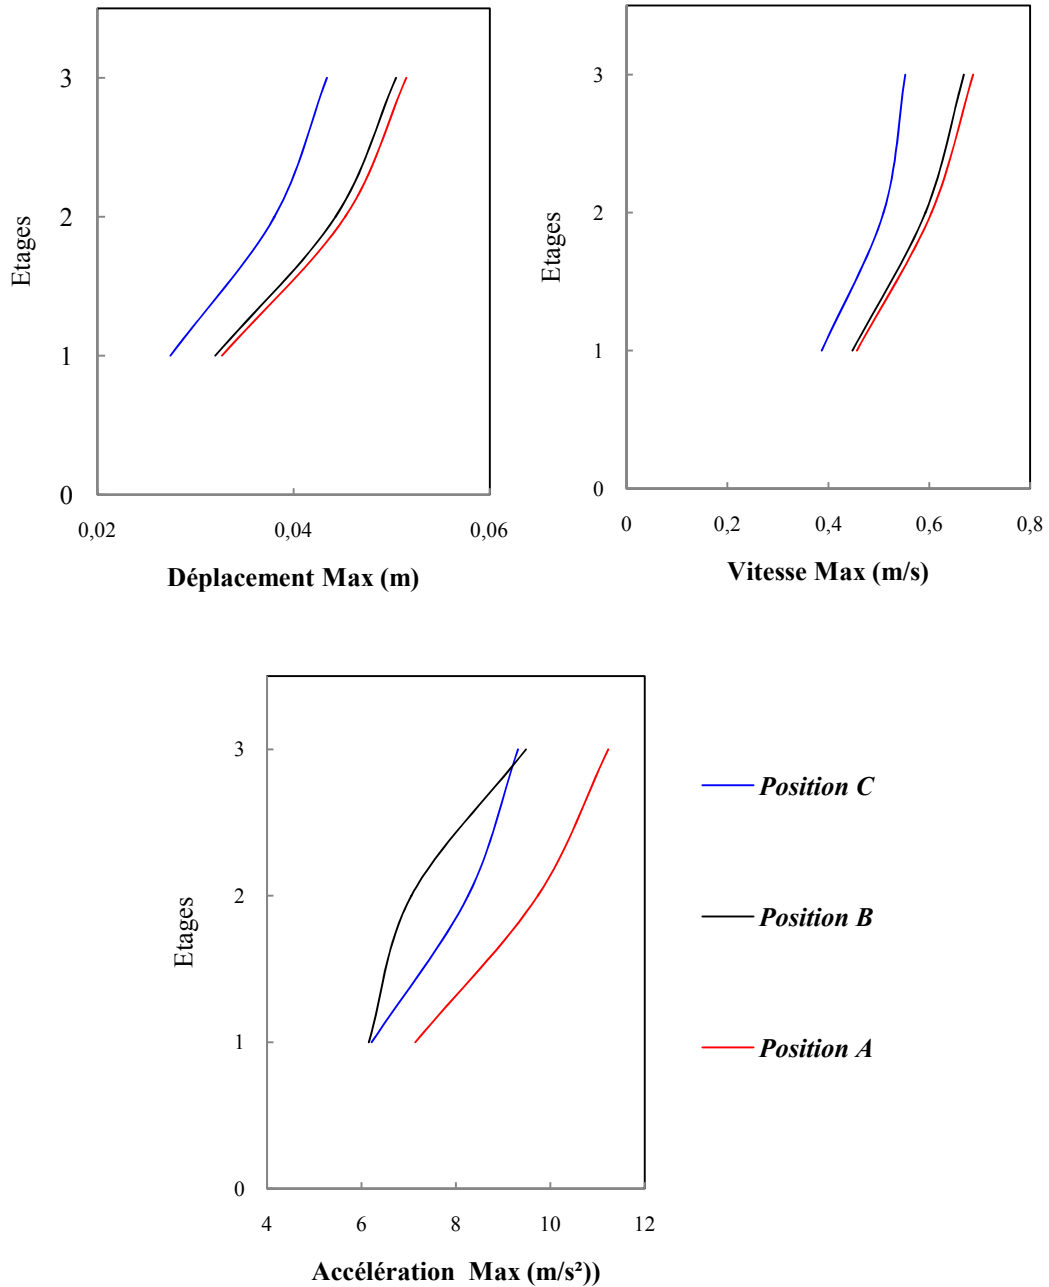 3
2
1
0
Etages
0,02
0,04
0,06
Déplacement Max (m)
3
2
1
0
Etages
0
0,2
0,4
0,6
0,8
Vitesse Max (m/s)
3
2
1
0
Etages
4
6
8
10
12
Accélération Max (m/s²))
Position C
Position B
Position A